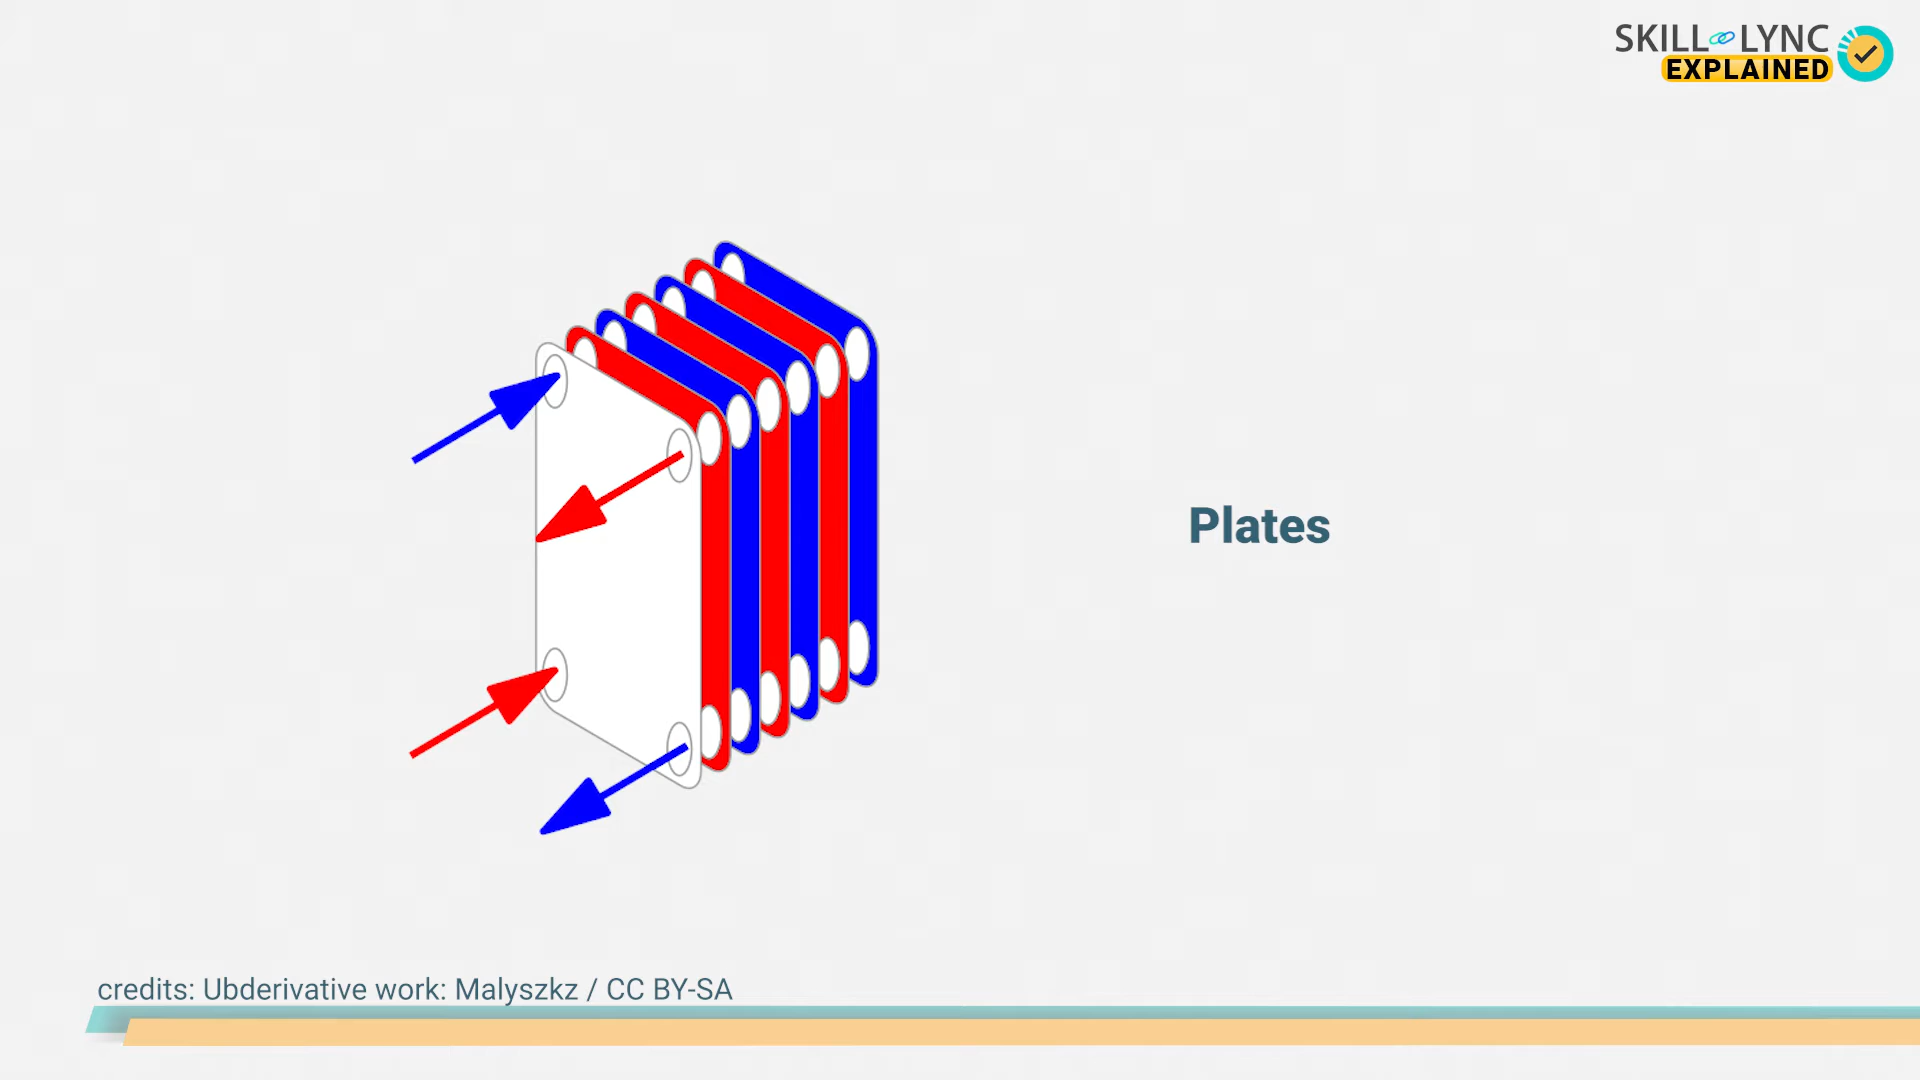 SKILL LYNC
EXPLAINED
Plates
credits: Ubderivative work: Malyszkz / CC BY-SA